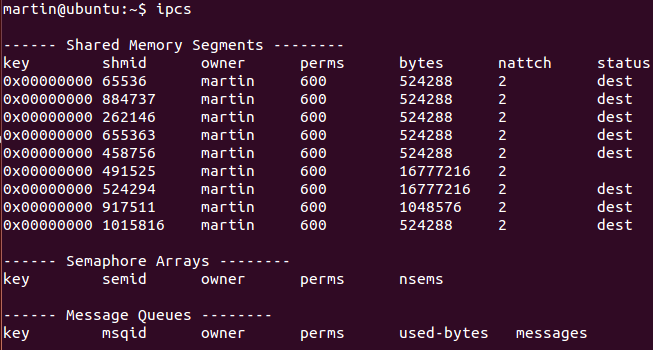 martin@ubuntu:~$ ipcs

------ Shared Memory Segments --------
key        shmid      owner      perms      bytes      nattch     status
0x00000000 65536      martin     600        524288     2          dest
0x00000000 884737     martin     600        524288     2          dest
0x00000000 262146     martin     600        524288     2          dest
0x00000000 655363     martin     600        524288     2          dest
0x00000000 458756     martin     600        524288     2          dest
0x00000000 491525     martin     600        16777216   2
0x00000000 524294     martin     600        16777216   2          dest
0x00000000 917511     martin     600        1048576    2          dest
0x00000000 1015816    martin     600        524288     2          dest

------ Semaphore Arrays --------
key        semid      owner      perms      nsems

------ Message Queues --------
key        msqid      owner      perms      used-bytes   messages